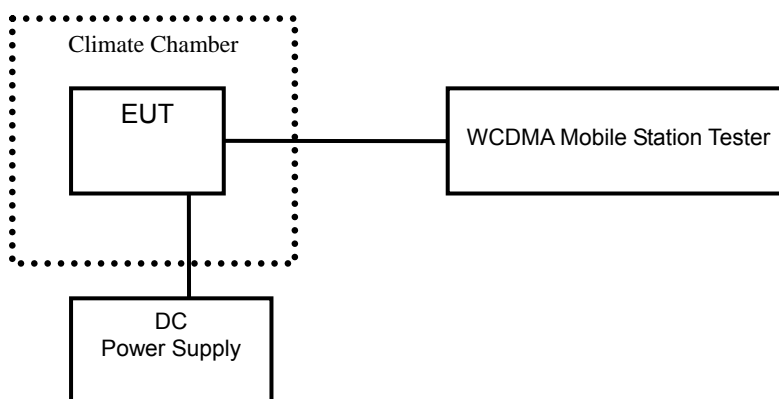 Climate Chamber
EUT
WCDMA Mobile Station Tester
DC
Power Supply